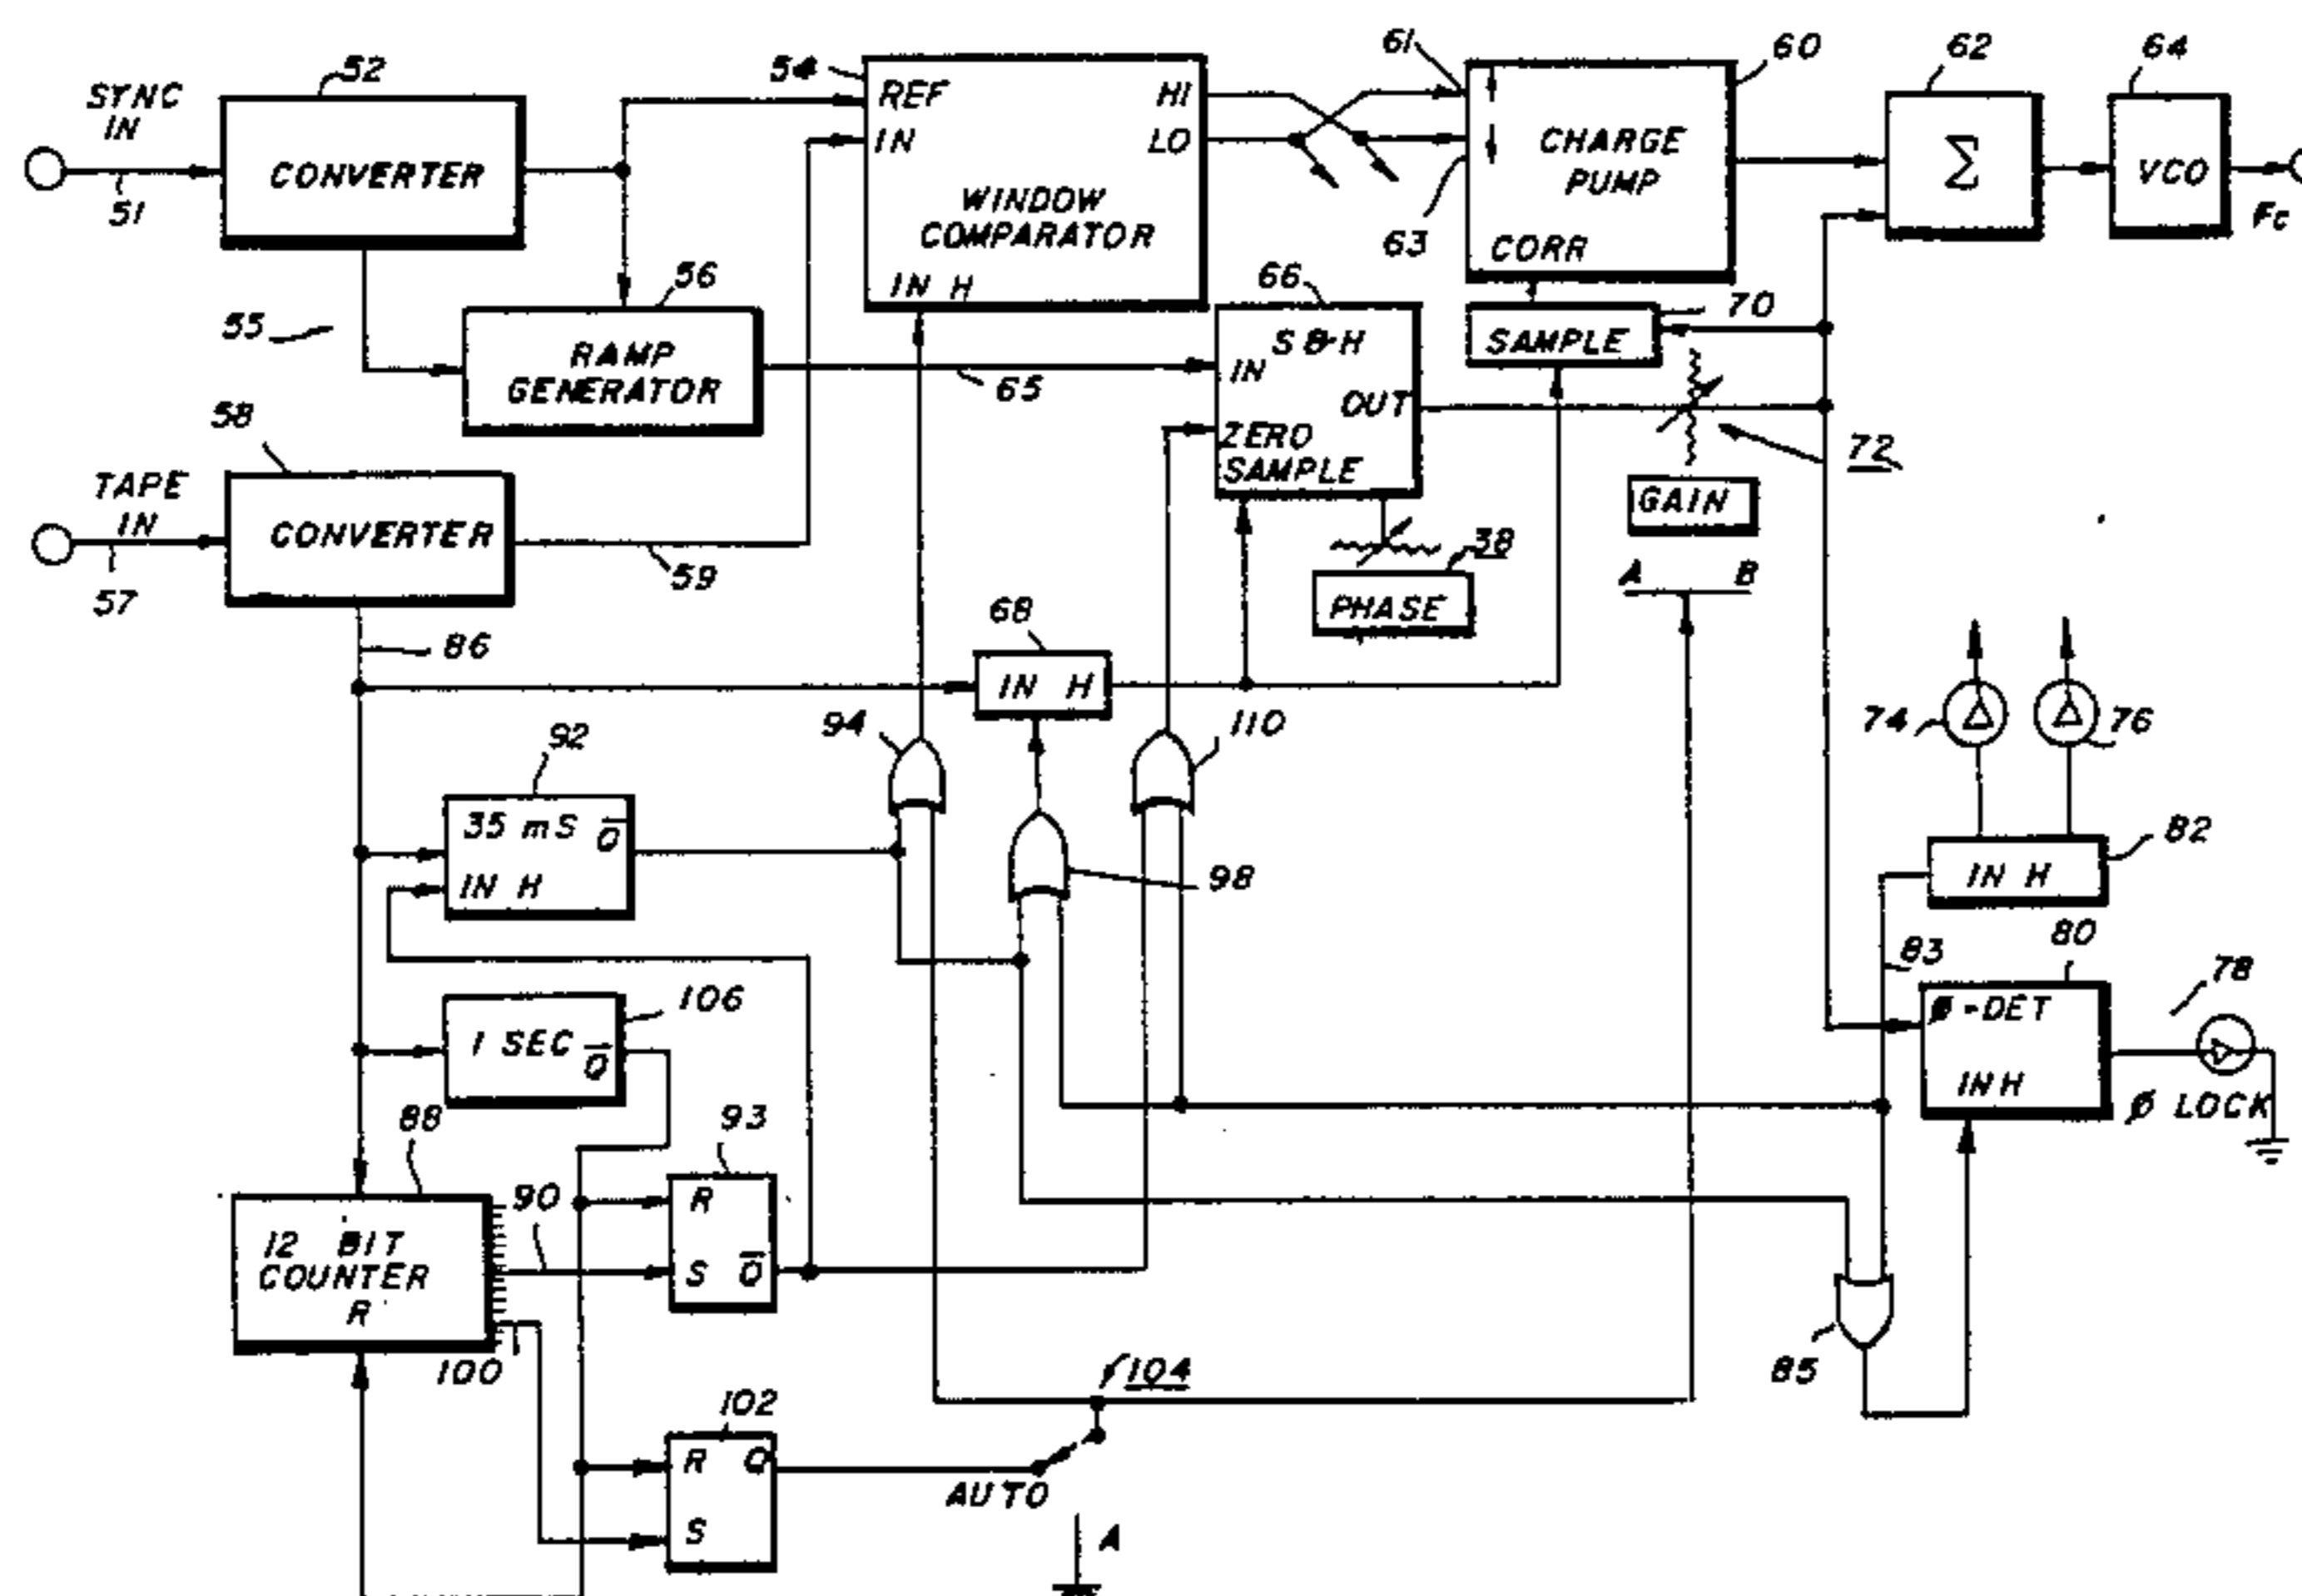 SYNC IN
51
52
CONVERTER
55
56
RAMP
GENERATOR
54
REF
IN
HI
LO
WINDOW
COMPARATOR
IN H
61
63
60
CHARGE
PUMP
CORR
62
Σ
64
VCO
Fc
65
66
S&H
IN
OUT
ZERO
SAMPLE
SAMPLE
70
72
GAIN
38
PHASE
A B
58
TAPE
IN
57
CONVERTER
59
86
68
IN H
94
110
98
92
35 mS Q̅
IN H
106
1 SEC Q̅
88
12 BIT
COUNTER
R
90
100
93
R
S Q̅
102
R Q
S
104
AUTO
A
74
76
82
IN H
83
80
Ø-DET
INH
78
Ø LOCK
85